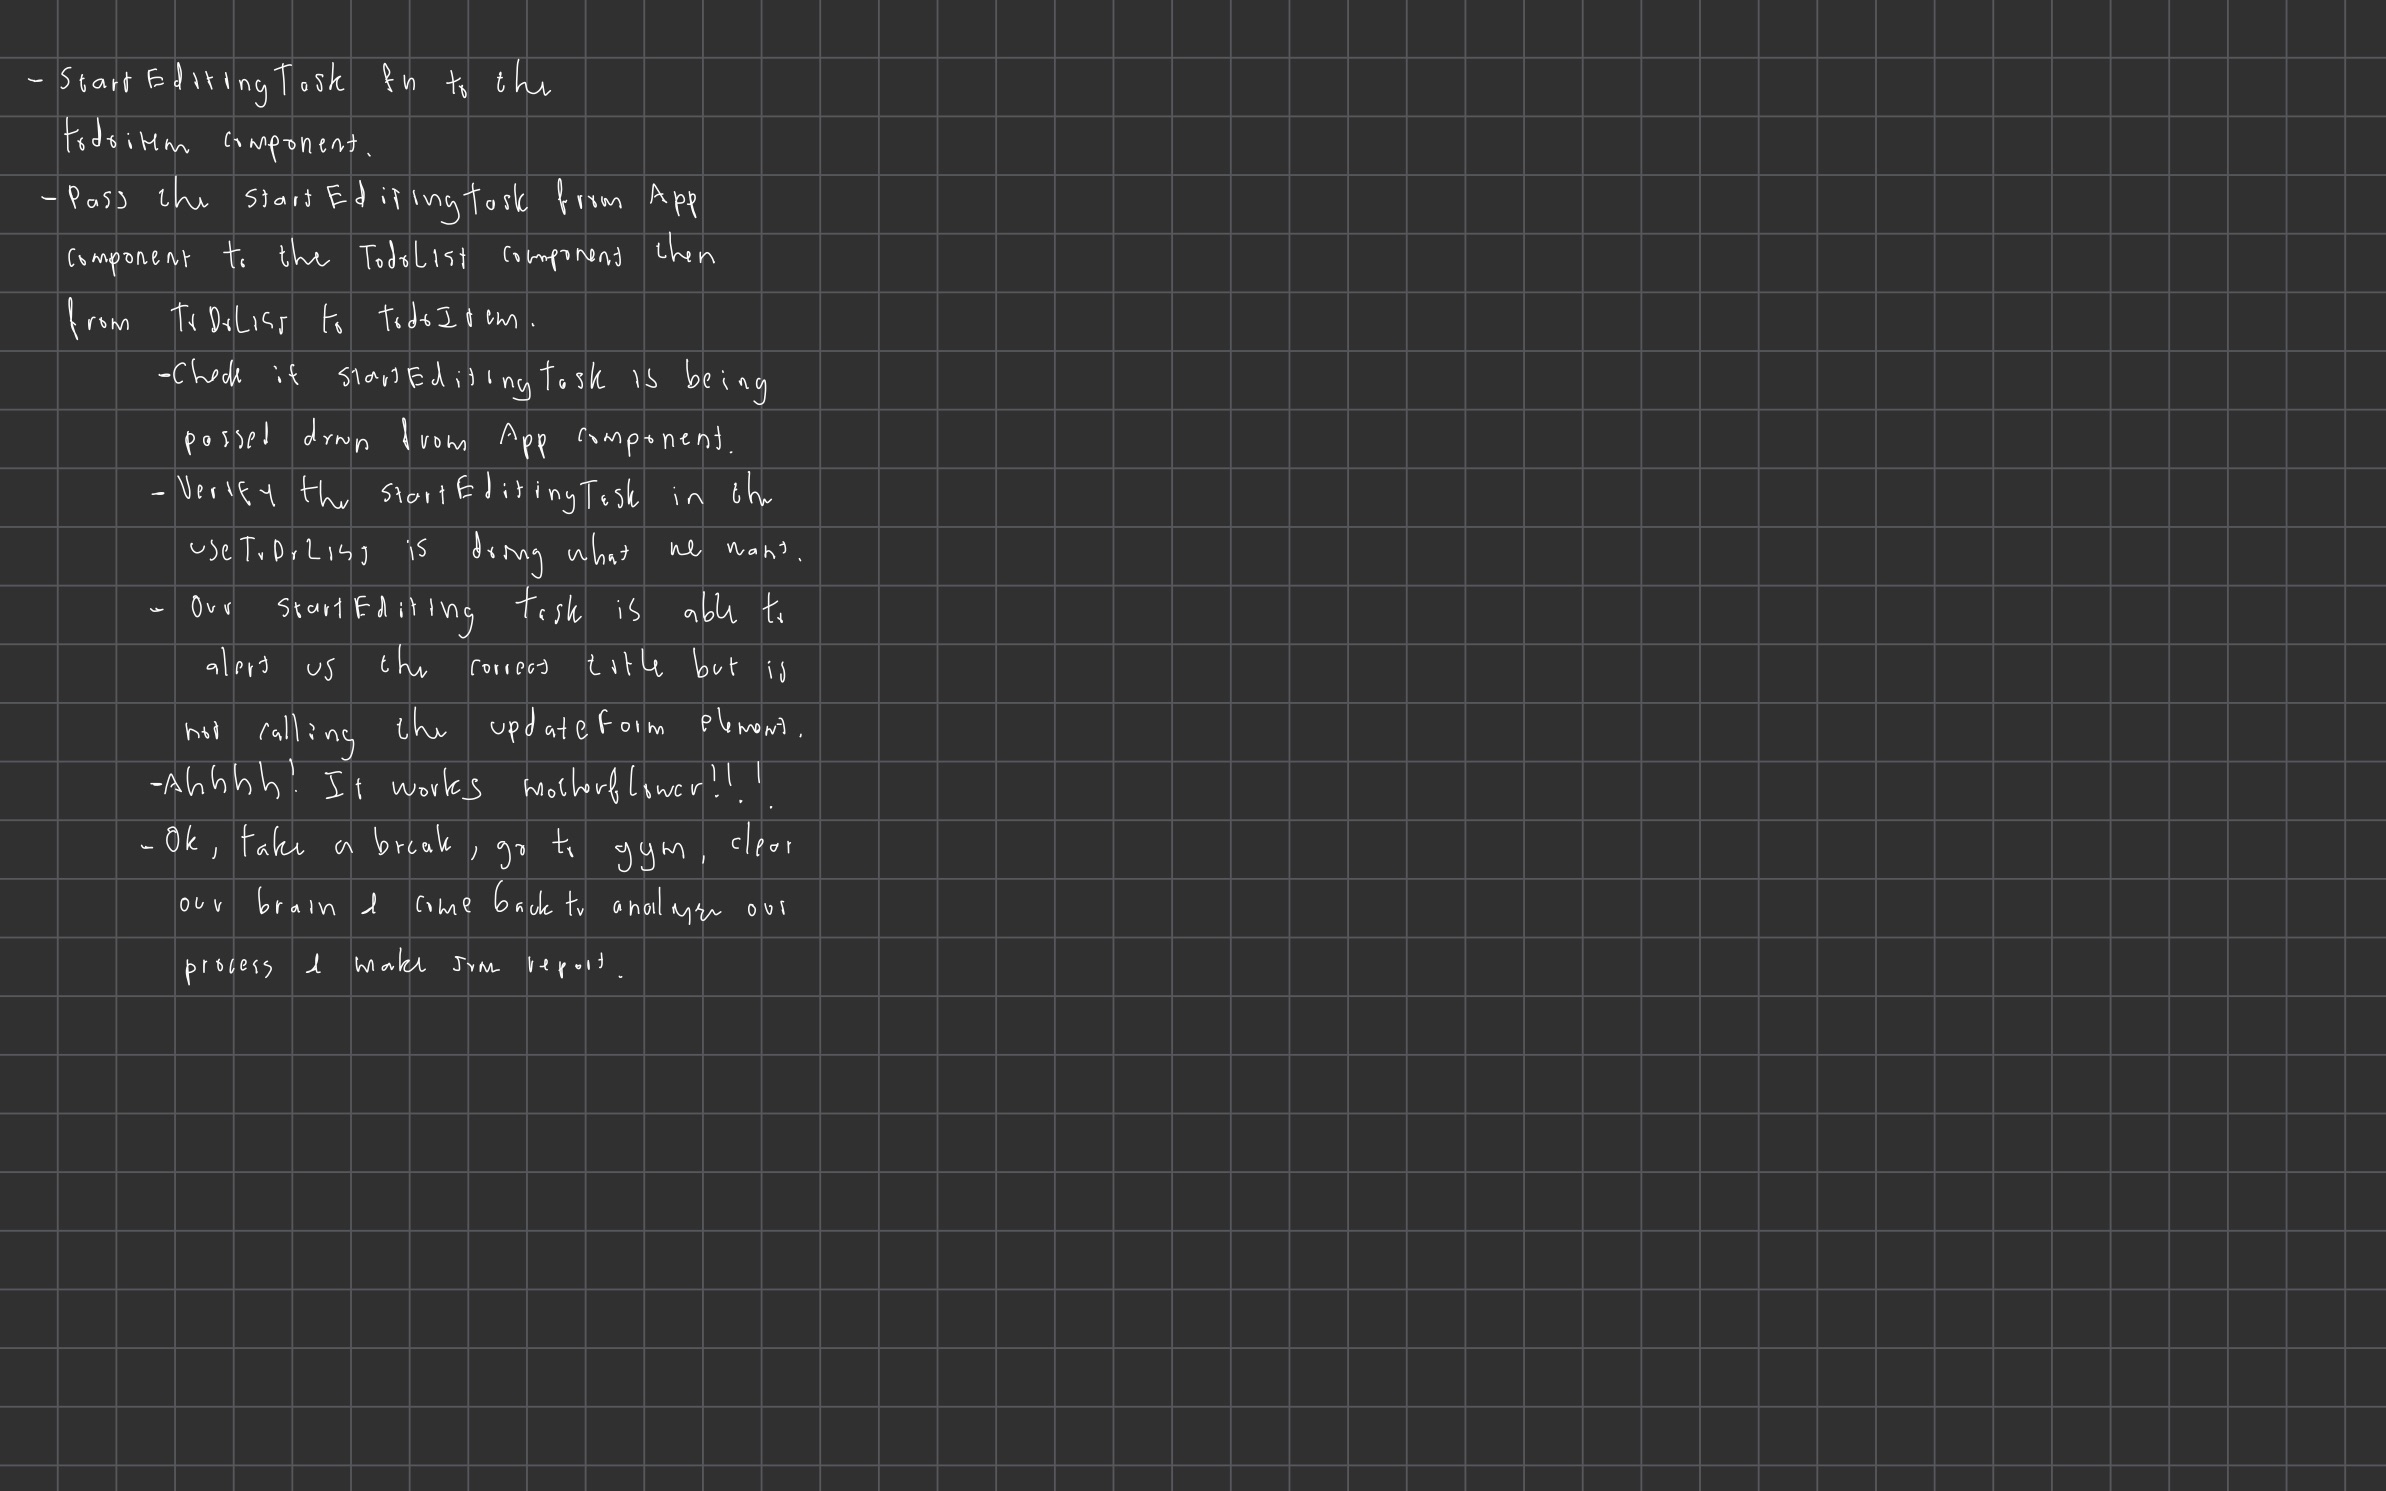 - StartEditingTask fn to the
todoitem component.
- Pass the startEditingTask from App
component to the TodoList component then
from ToDoList to todoItem.
- Check if startEditingTask is being
passed down from App component.
- Verify the startEditingTask in the
useToDoList is doing what we want.
- Our startEditing task is able to
alert us the correct title but is
not calling the updateForm element.
- Ahhhh! It works motherflower!!!!
- Ok, take a break, go to gym, clear
our brain & come back to analyze our
process & make some report.